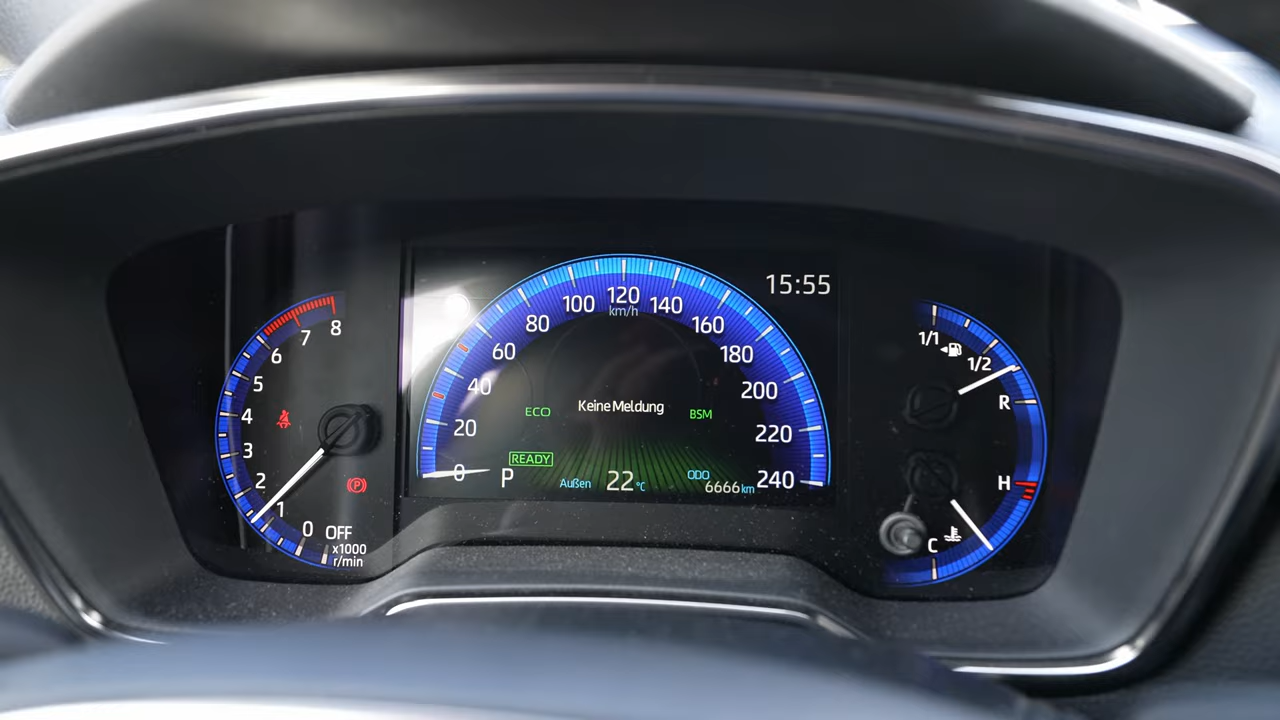 8
7
6
5
4
3
2
1
0
OFF
x1000
r/min
(P)
0
20
40
60
80
100
120
140
160
180
200
220
240
km/h
15:55
ECO
Keine Meldung
BSM
READY
P
Außen
22°C
ODO
6666 km
1/1
1/2
R
H
C